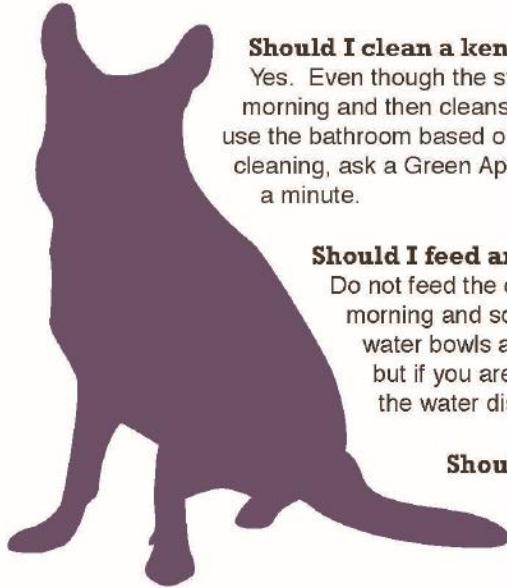 Should I clean a ken
Yes. Even though the s
morning and then cleans
use the bathroom based o
cleaning, ask a Green Ap
a minute.
Should I feed a
Do not feed the
morning and so
water bowls a
but if you are
the water dis
Shou